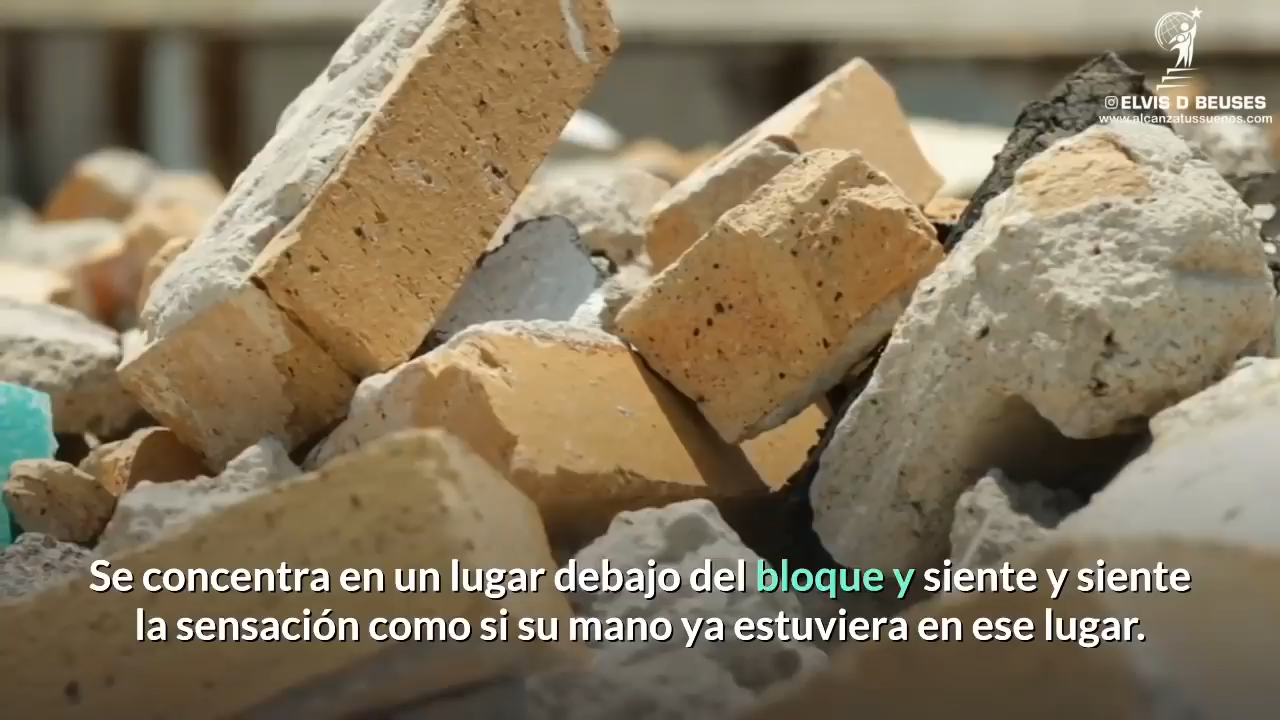 ELVIS D BEUSES
www.alcanzatussuenos.com
Se concentra en un lugar debajo del bloque y siente y siente
la sensación como si su mano ya estuviera en ese lugar.